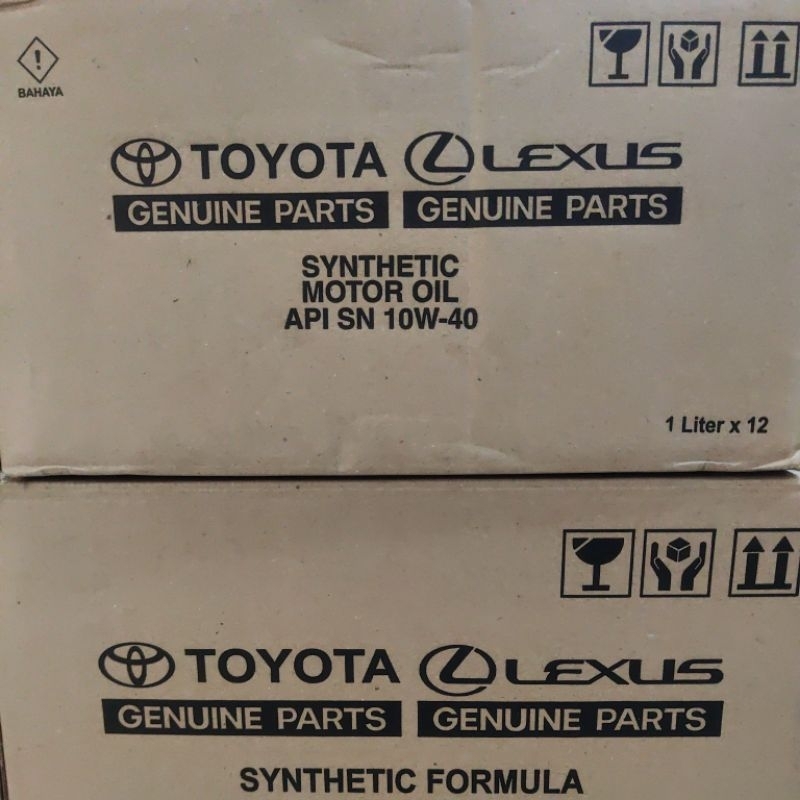 BAHAYA
TOYOTA LEXUS
GENUINE PARTS GENUINE PARTS
SYNTHETIC
MOTOR OIL
API SN 10W-40
1 Liter x 12
TOYOTA LEXUS
GENUINE PARTS GENUINE PARTS
SYNTHETIC FORMULA